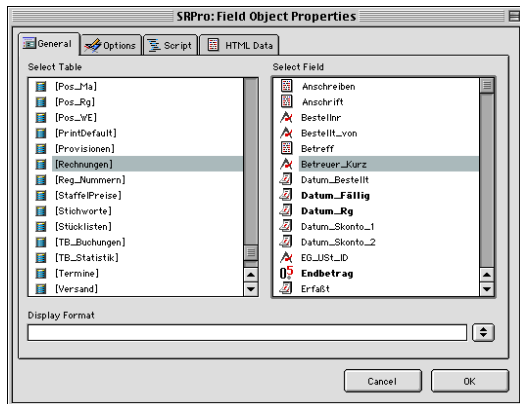 SRPro: Field Object Properties
General
Options
Script
HTML Data
Select Table
[Pos_Ma]
[Pos_Rg]
[Pos_WE]
[PrintDefault]
[Provisionen]
[Rechnungen]
[Reg_Nummern]
[StaffelPreise]
[Stichworte]
[Stücklisten]
[TB_Buchungen]
[TB_Statistik]
[Termine]
[Versand]
Select Field
Anschreiben
Anschrift
Bestellnr
Bestellt_von
Betreff
Betreuer_Kurz
Datum_Bestellt
Datum_Fällig
Datum_Rg
Datum_Skonto_1
Datum_Skonto_2
EG_USt_ID
Endbetrag
Erfaßt
Display Format
Cancel
OK